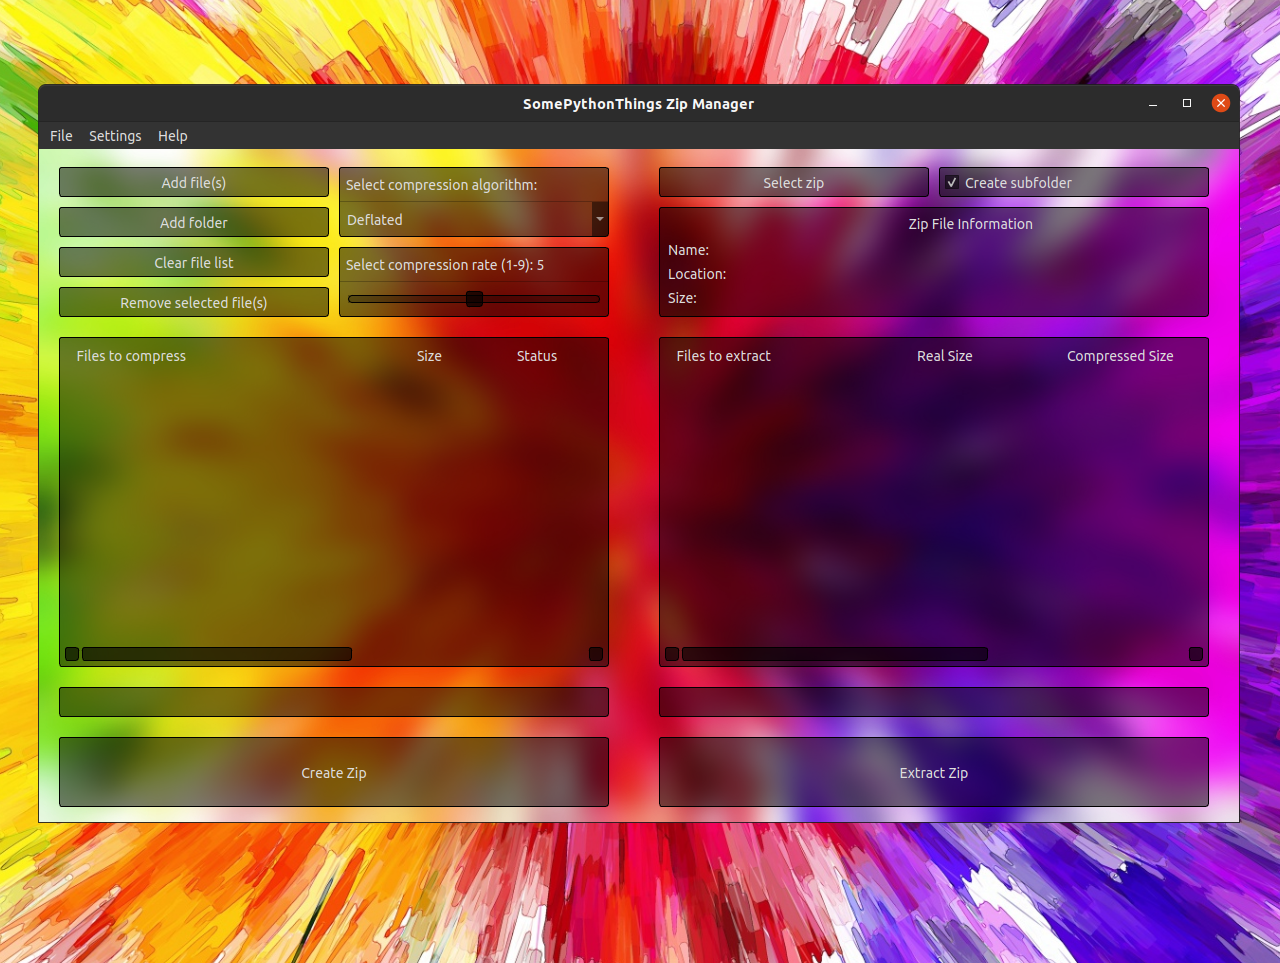 SomePythonThings Zip Manager
File Settings Help
Add file(s)
Add folder
Clear file list
Remove selected file(s)
Select compression algorithm:
Deflated
Select compression rate (1-9): 5
Files to compress Size Status
Create Zip
Select zip
Create subfolder
Zip File Information
Name:
Location:
Size:
Files to extract Real Size Compressed Size
Extract Zip